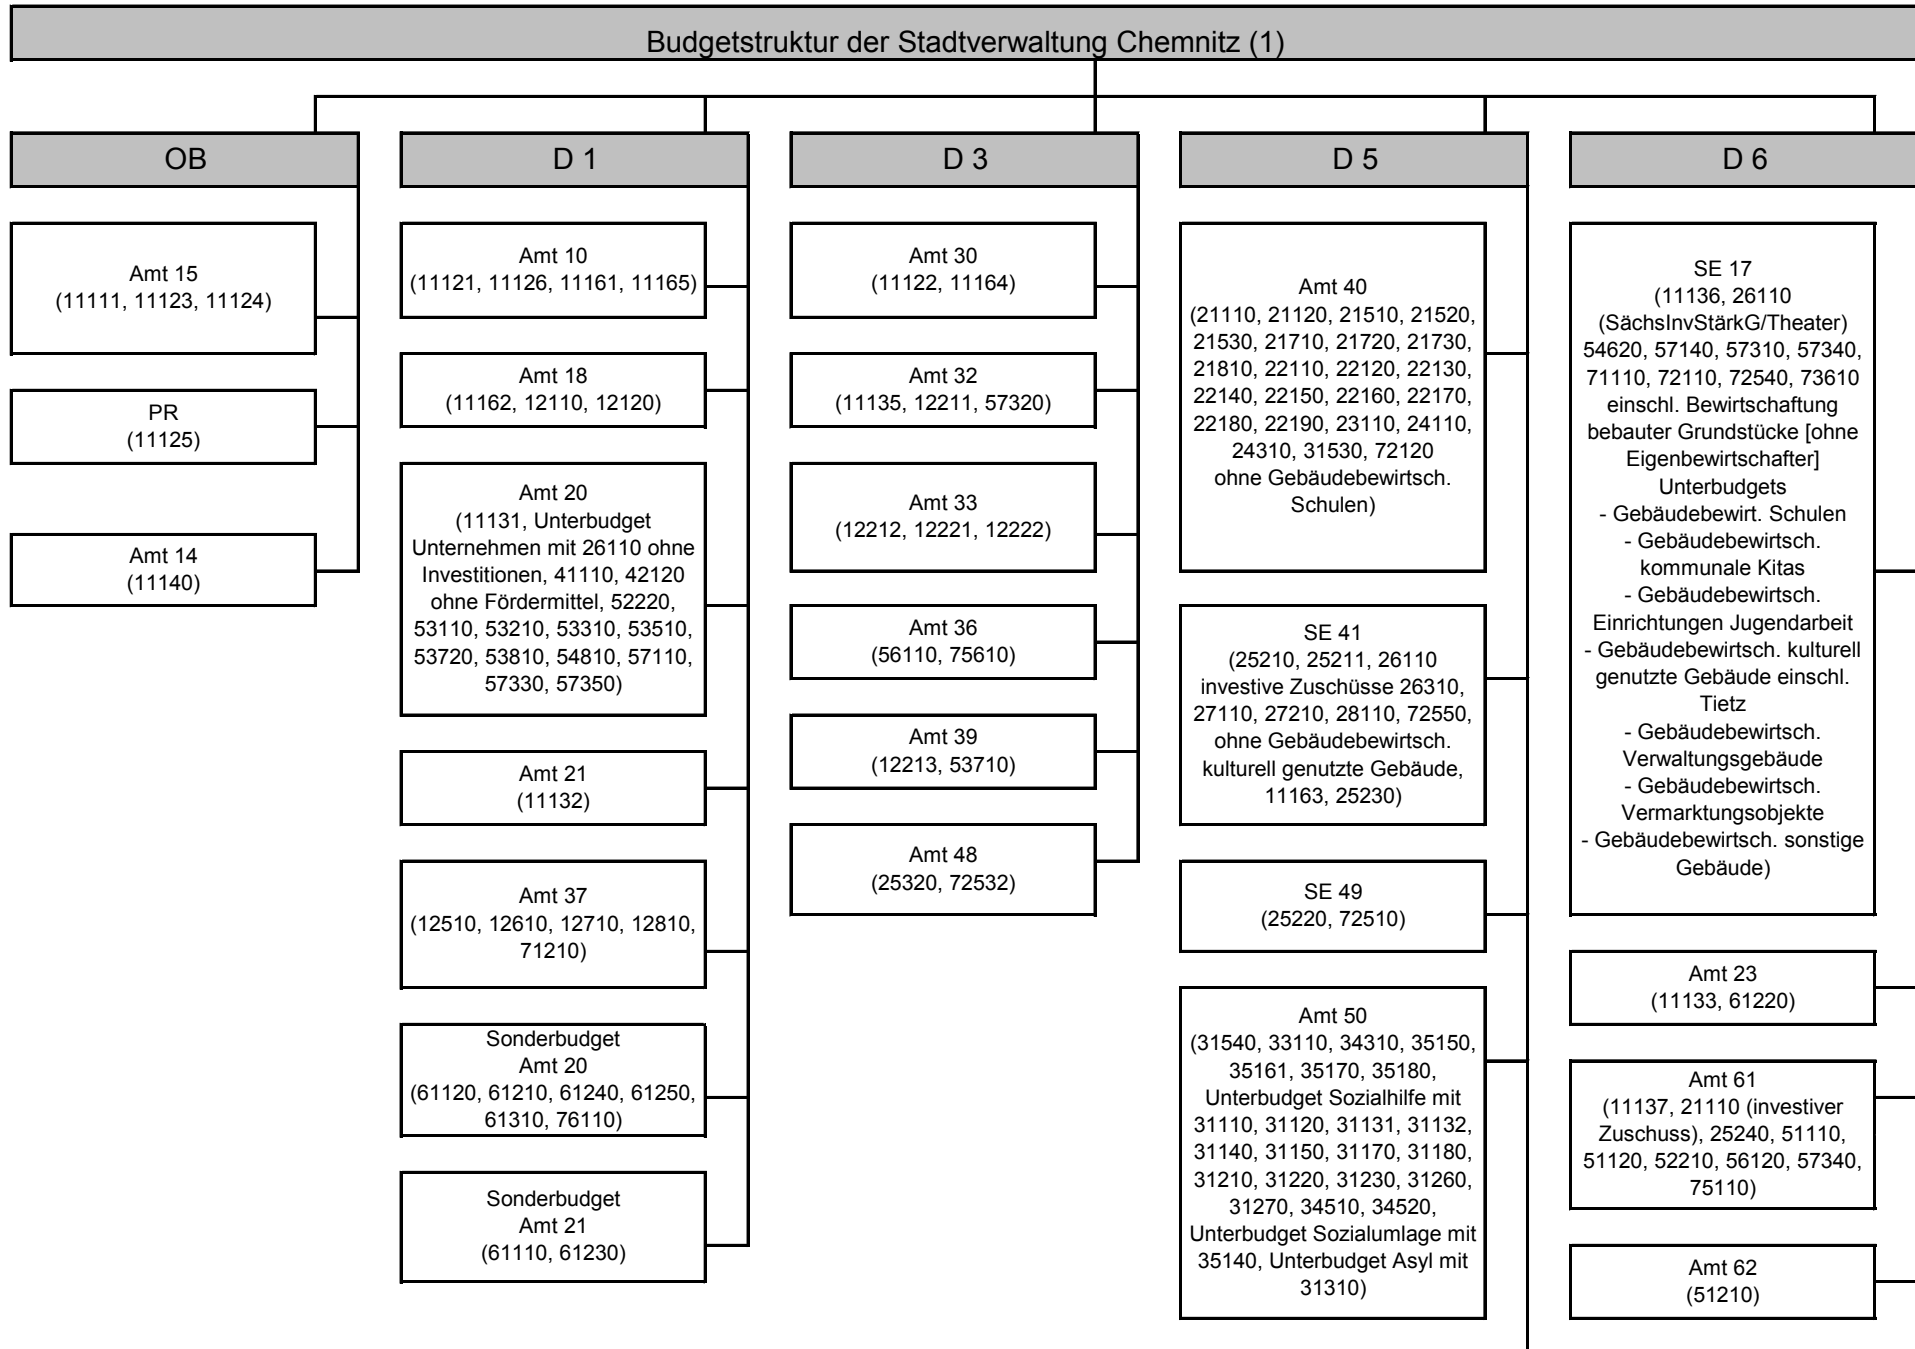 Budgetstruktur der Stadtverwaltung Chemnitz (1)
OB
Amt 15
(11111, 11123, 11124)
PR
(11125)
Amt 14
(11140)
D 1
Amt 10
(11121, 11126, 11161, 11165)
Amt 18
(11162, 12110, 12120)
Amt 20
(11131, Unterbudget
Unternehmen mit 26110 ohne
Investitionen, 41110, 42120
ohne Fördermittel, 52220,
53110, 53210, 53310, 53510,
53720, 53810, 54810, 57110,
57330, 57350)
Amt 21
(11132)
Amt 37
(12510, 12610, 12710, 12810,
71210)
Sonderbudget
Amt 20
(61120, 61210, 61240, 61250,
61310, 76110)
Sonderbudget
Amt 21
(61110, 61230)
D 3
Amt 30
(11122, 11164)
Amt 32
(11135, 12211, 57320)
Amt 33
(12212, 12221, 12222)
Amt 36
(56110, 75610)
Amt 39
(12213, 53710)
Amt 48
(25320, 72532)
D 5
Amt 40
(21110, 21120, 21510, 21520,
21530, 21710, 21720, 21730,
21810, 22110, 22120, 22130,
22140, 22150, 22160, 22170,
22180, 22190, 23110, 24110,
24310, 31530, 72120
ohne Gebäudebewirtsch.
Schulen)
SE 41
(25210, 25211, 26110
investive Zuschüsse 26310,
27110, 27210, 28110, 72550,
ohne Gebäudebewirtsch.
kulturell genutzte Gebäude,
11163, 25230)
SE 49
(25220, 72510)
Amt 50
(31540, 33110, 34310, 35150,
35161, 35170, 35180,
Unterbudget Sozialhilfe mit
31110, 31120, 31131, 31132,
31140, 31150, 31170, 31180,
31210, 31220, 31230, 31260,
31270, 34510, 34520,
Unterbudget Sozialumlage mit
35140, Unterbudget Asyl mit
31310)
D 6
SE 17
(11136, 26110
(SächsInvStärkG/Theater)
54620, 57140, 57310, 57340,
71110, 72110, 72540, 73610
einschl. Bewirtschaftung
bebauter Grundstücke [ohne
Eigenbewirtschafter]
Unterbudgets
- Gebäudebewirt. Schulen
- Gebäudebewirtsch.
kommunale Kitas
- Gebäudebewirtsch.
Einrichtungen Jugendarbeit
- Gebäudebewirtsch. kulturell
genutzte Gebäude einschl.
Tietz
- Gebäudebewirtsch.
Verwaltungsgebäude
- Gebäudebewirtsch.
Vermarktungsobjekte
- Gebäudebewirtsch. sonstige
Gebäude)
Amt 23
(11133, 61220)
Amt 61
(11137, 21110 (investiver
Zuschuss), 25240, 51110,
51120, 52210, 56120, 57340,
75110)
Amt 62
(51210)